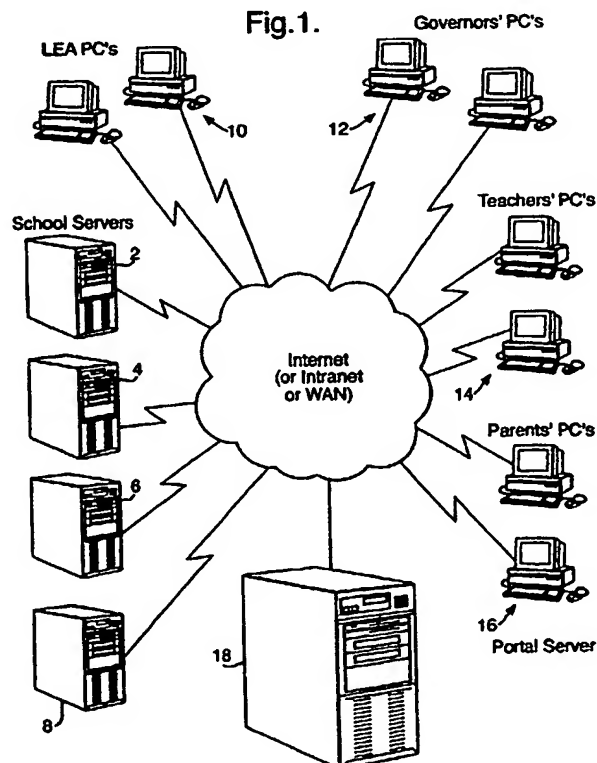 Fig.1.
LEA PC's
Governors' PC's
10
12
School Servers
Teachers' PC's
2
Internet
(or Intranet
or WAN)
4
14
Parents' PC's
6
16
Portal Server
18
8